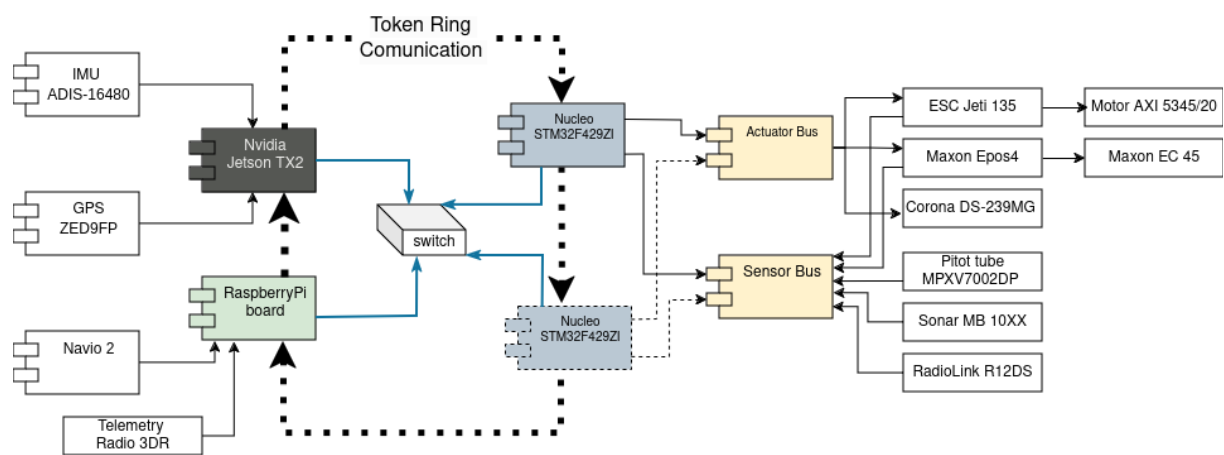 Token Ring
Comunication
IMU
ADIS-16480
Nvidia
Jetson TX2
Nucleo
STM32F429ZI
Actuator Bus
ESC Jeti 135
Motor AXI 5345/20
Maxon Epos4
Maxon EC 45
GPS
ZED9FP
switch
Corona DS-239MG
RaspberryPi
board
Nucleo
STM32F429ZI
Sensor Bus
Pitot tube
MPXV7002DP
Sonar MB 10XX
Navio 2
RadioLink R12DS
Telemetry
Radio 3DR